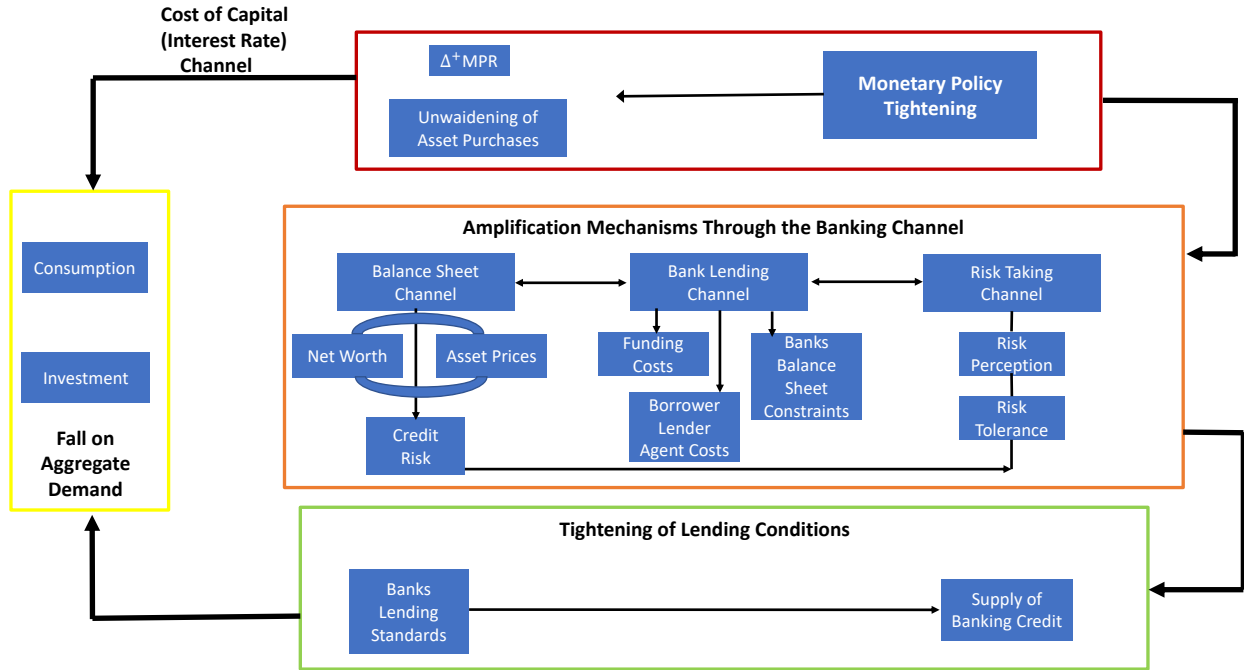 Cost of Capital
(Interest Rate)
Channel
Δ⁺MPR
Unwaidening of
Asset Purchases
Monetary Policy
Tightening
Consumption
Investment
Fall on
Aggregate
Demand
Amplification Mechanisms Through the Banking Channel
Balance Sheet
Channel
Bank Lending
Channel
Risk Taking
Channel
Net Worth
Asset Prices
Funding
Costs
Banks
Balance
Sheet
Constraints
Risk
Perception
Borrower
Lender
Agent Costs
Risk
Tolerance
Credit
Risk
Tightening of Lending Conditions
Banks
Lending
Standards
Supply of
Banking Credit